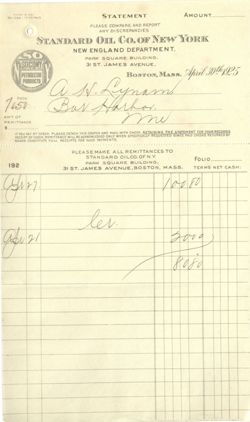 STATEMENT
AMOUNT
PLEASE COMPARE AND REPORT
ANY DISCREPANCIES
STANDARD OIL CO. OF NEW YORK
NEW ENGLAND DEPARTMENT,
PARK SQUARE BUILDING,
31 ST. JAMES AVENUE.
SOCONY
PETROLEUM
PRODUCTS
BOSTON, MASS. April 30th 1925
A H Lynam
Bar Harbor
Me
AMT OF
REMITTANCE $
PLEASE MAKE ALL REMITTANCES TO
STANDARD OIL CO. OF N.Y.
PARK SQUARE BUILDING,
31 ST. JAMES AVENUE, BOSTON, MASS.
FOLIO
192
TERMS NET CASH.
27 100 80
Cr.
21 20 00
80 80